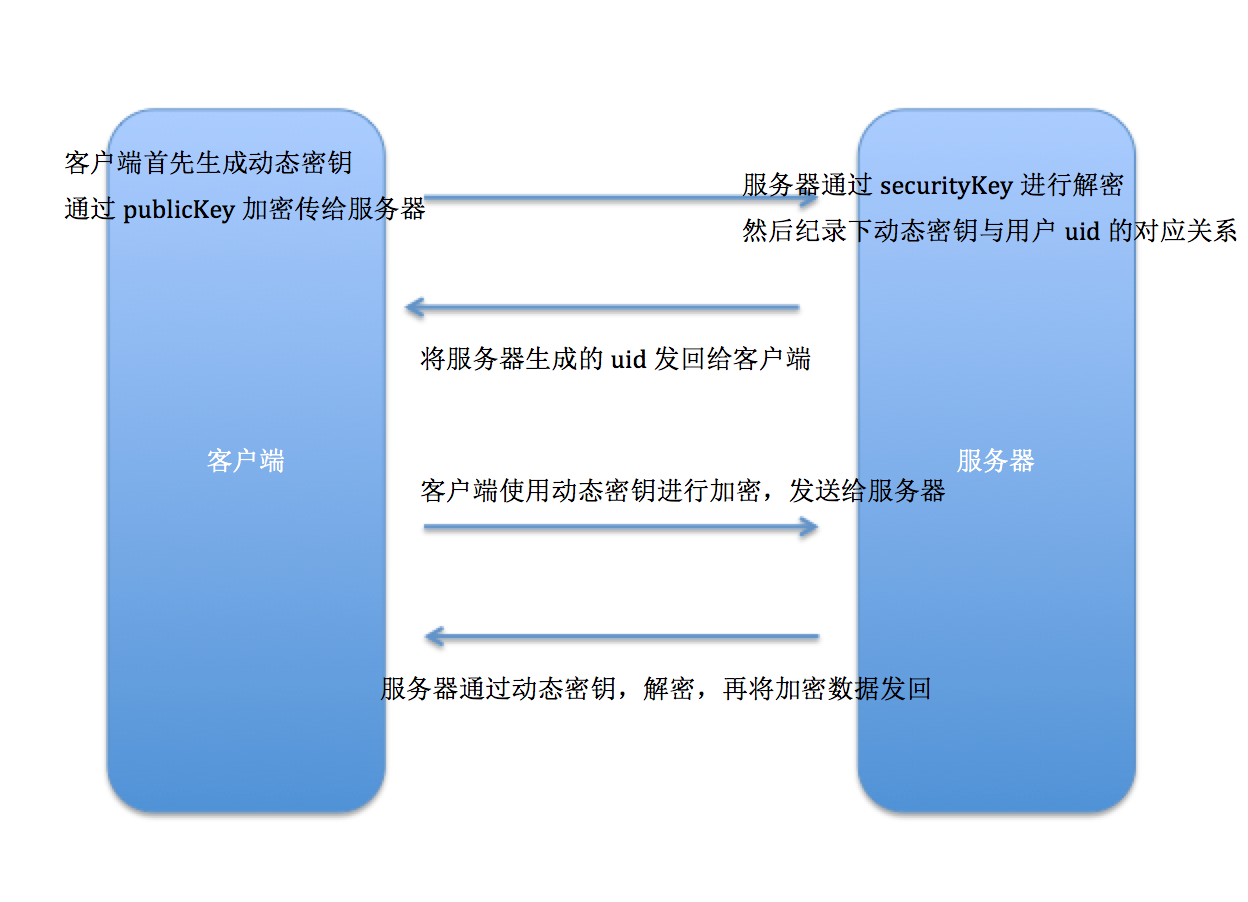 客户端首先生成动态密钥
通过 publicKey 加密传给服务器
服务器通过 securityKey 进行解密
然后纪录下动态密钥与用户 uid 的对应关系
将服务器生成的 uid 发回给客户端
客户端
服务器
客户端使用动态密钥进行加密，发送给服务器
服务器通过动态密钥，解密，再将加密数据发回